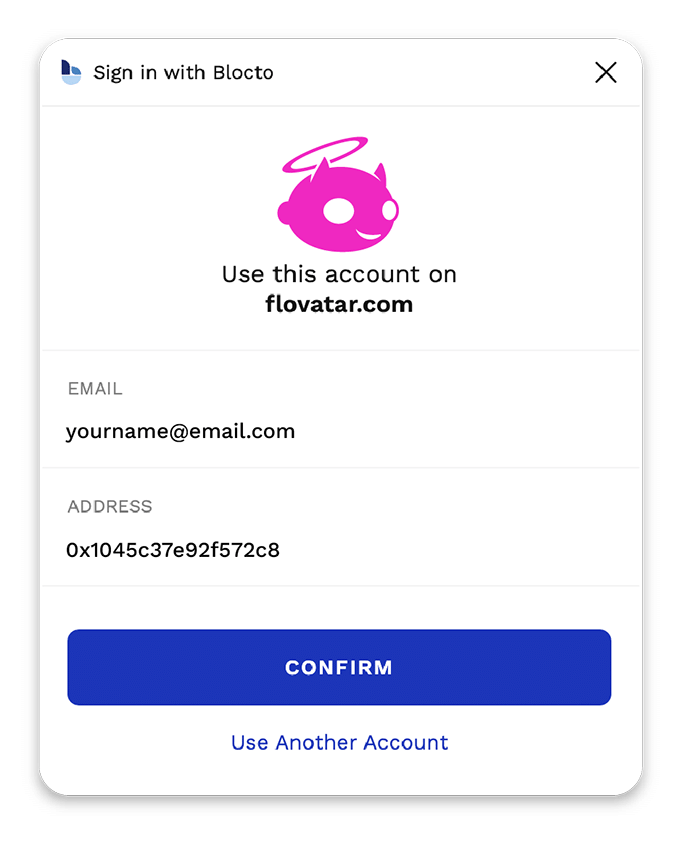 Sign in with Blocto
Use this account on
flovatar.com
EMAIL
yourname@email.com
ADDRESS
0x1045c37e92f572c8
CONFIRM
Use Another Account